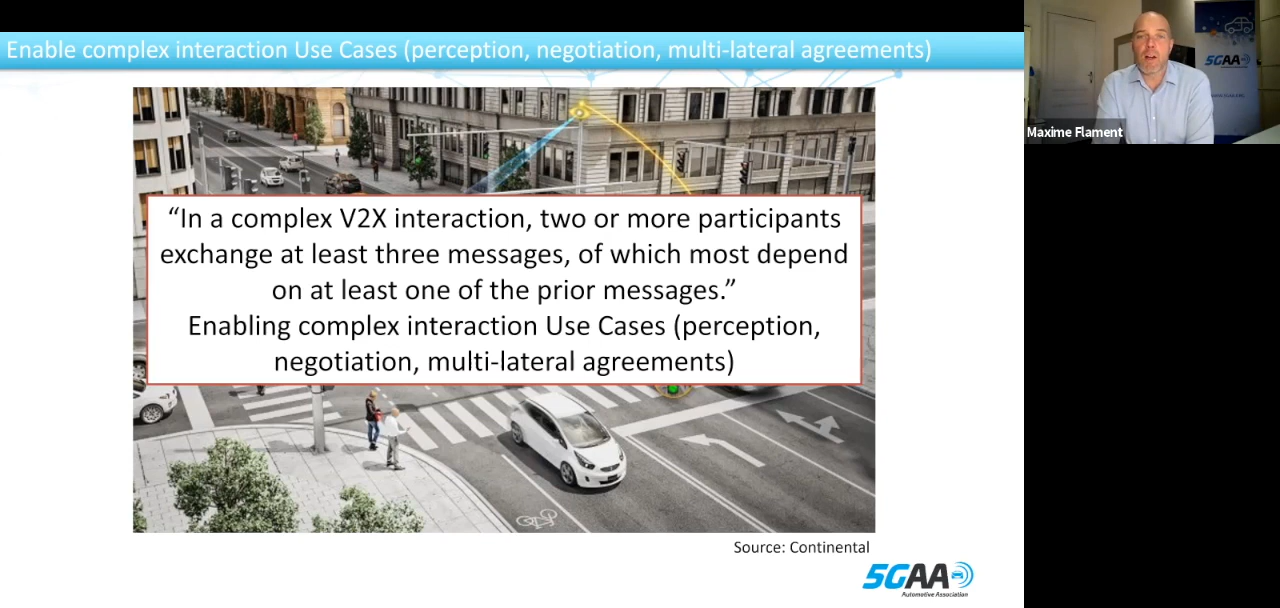 Enable complex interaction Use Cases (perception, negotiation, multi-lateral agreements)
“In a complex V2X interaction, two or more participants
exchange at least three messages, of which most depend
on at least one of the prior messages.”
Enabling complex interaction Use Cases (perception,
negotiation, multi-lateral agreements)
Source: Continental
5GAA
Automotive Association
5GAA
Maxime Flament